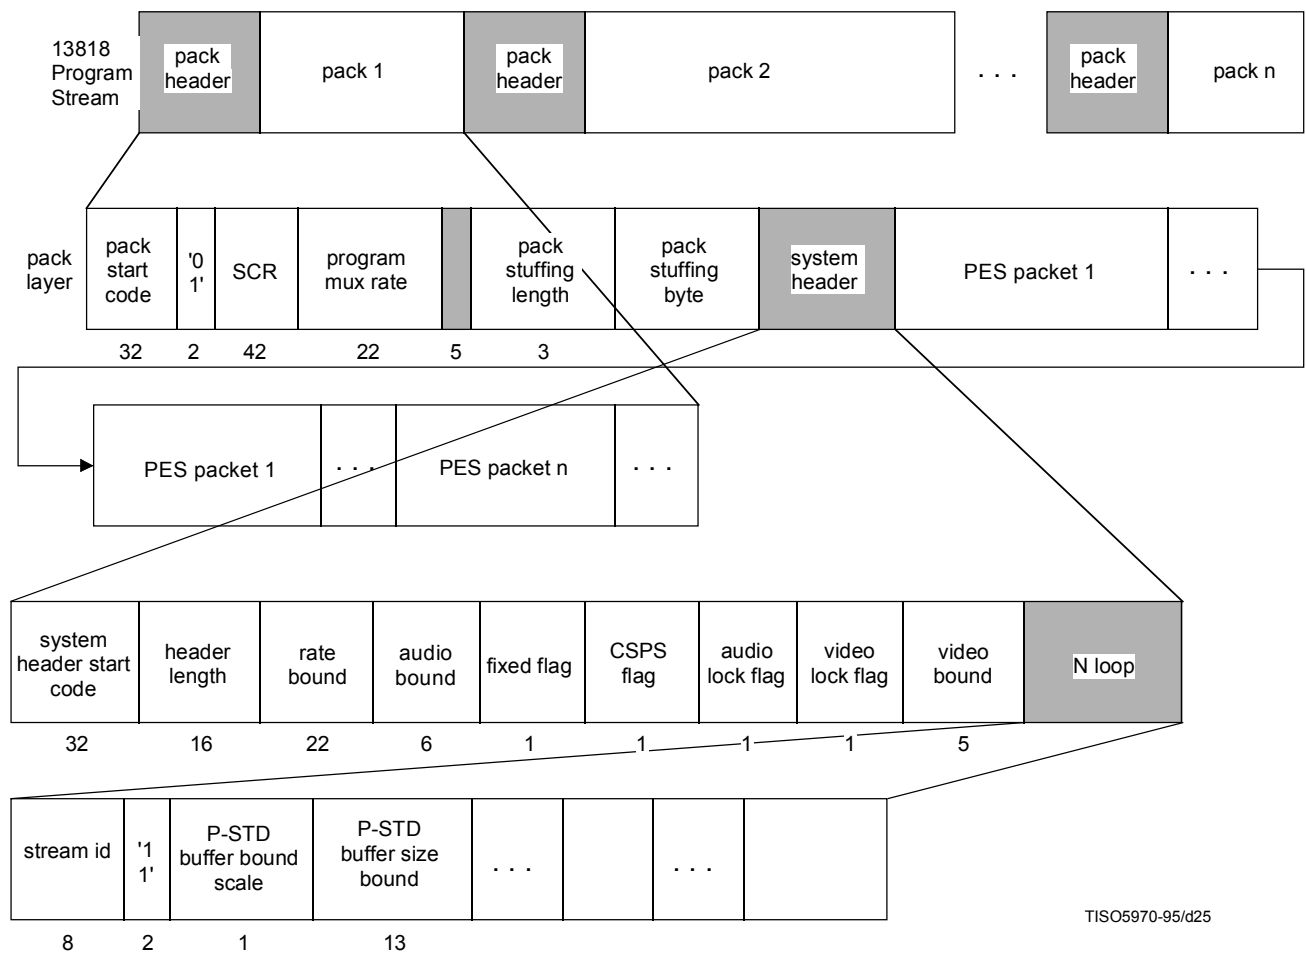 13818
Program
Stream
pack
header
pack 1
pack
header
pack 2
. . .
pack
header
pack n
pack
layer
pack
start
code
'0
1'
SCR
program
mux rate
pack
stuffing
length
pack
stuffing
byte
system
header
PES packet 1
. . .
32
2
42
22
5
3
PES packet 1
. . .
PES packet n
. . .
system
header start
code
header
length
rate
bound
audio
bound
fixed flag
CSPS
flag
audio
lock flag
video
lock flag
video
bound
N loop
32
16
22
6
1
1
1
1
5
stream id
'1
1'
P-STD
buffer bound
scale
P-STD
buffer size
bound
. . .
. . .
8
2
1
13
TISO5970-95/d25